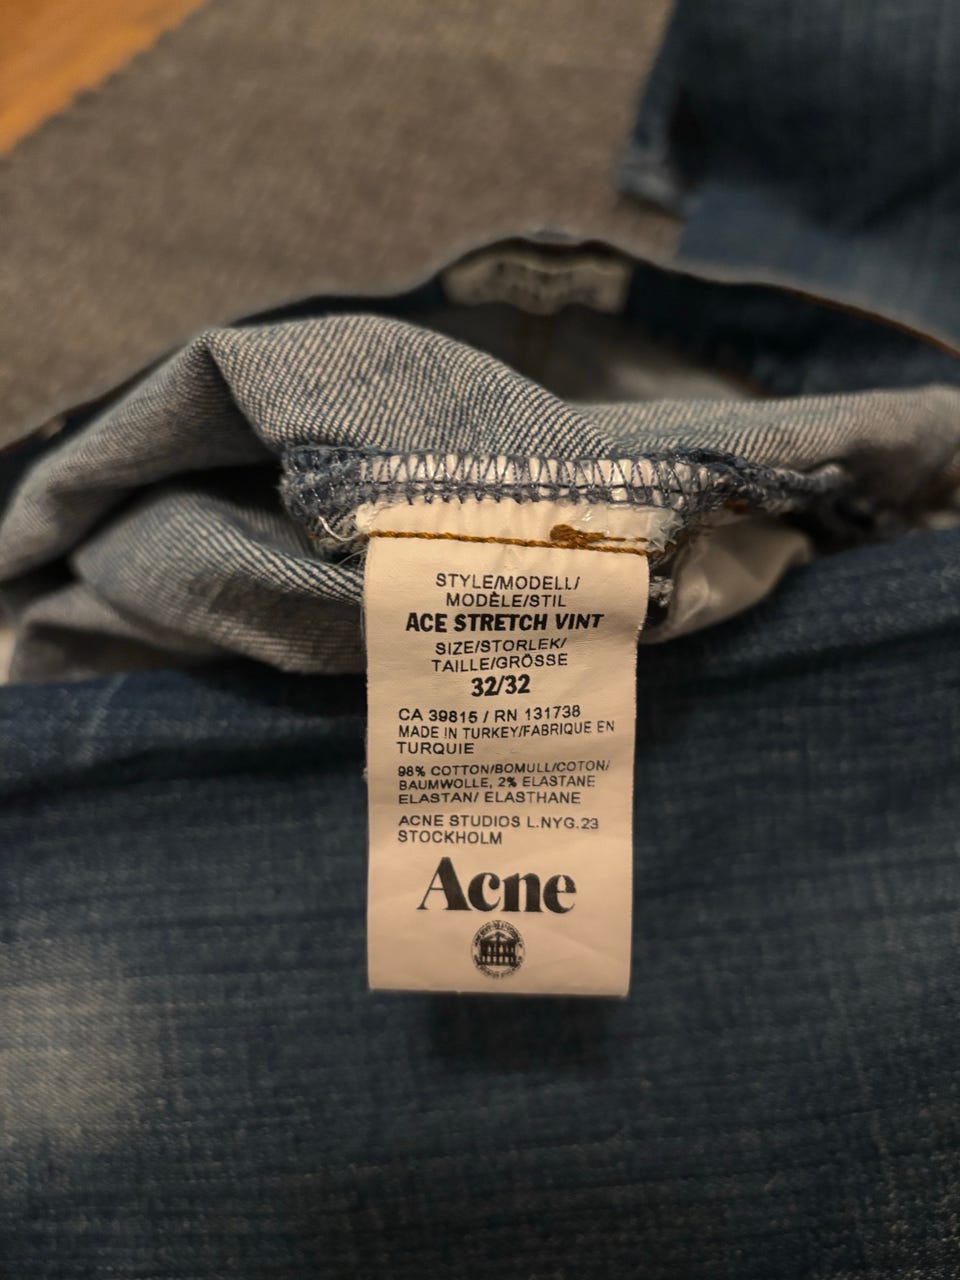 STYLE/MODELL/
MODÈLE/STIL
ACE STRETCH VINT
SIZE/STORLEK/
TAILLE/GRÖSSE
32/32
CA 39815 / RN 131738
MADE IN TURKEY/FABRIQUE EN
TURQUIE
98% COTTON/BOMULL/COTON/
BAUMWOLLE, 2% ELASTANE
ELASTAN/ ELASTHANE
ACNE STUDIOS L.NYG.23
STOCKHOLM
Acne